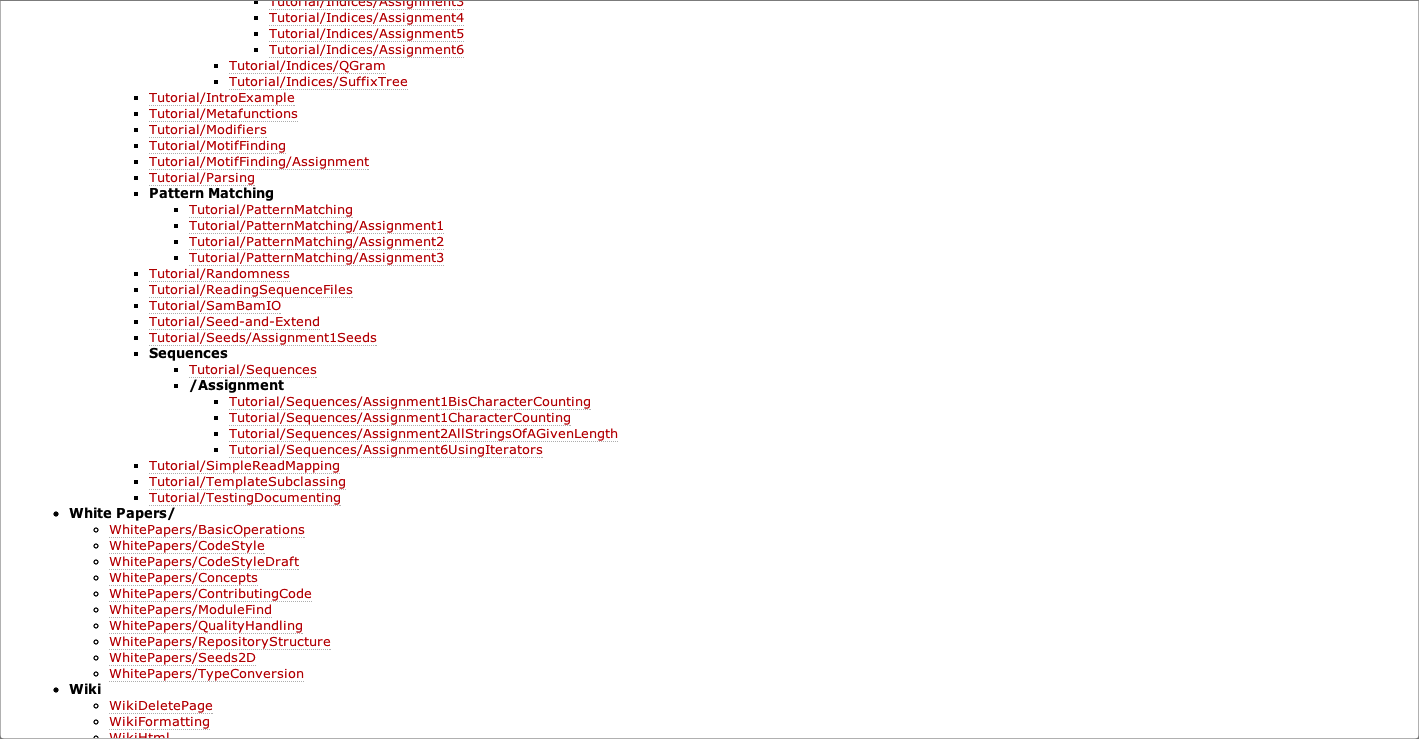 Tutorial/Indices/Assignment3
Tutorial/Indices/Assignment4
Tutorial/Indices/Assignment5
Tutorial/Indices/Assignment6
Tutorial/Indices/QGram
Tutorial/Indices/SuffixTree
Tutorial/IntroExample
Tutorial/Metafunctions
Tutorial/Modifiers
Tutorial/MotifFinding
Tutorial/MotifFinding/Assignment
Tutorial/Parsing
Pattern Matching
Tutorial/PatternMatching
Tutorial/PatternMatching/Assignment1
Tutorial/PatternMatching/Assignment2
Tutorial/PatternMatching/Assignment3
Tutorial/Randomness
Tutorial/ReadingSequenceFiles
Tutorial/SamBamIO
Tutorial/Seed-and-Extend
Tutorial/Seeds/Assignment1Seeds
Sequences
Tutorial/Sequences
/Assignment
Tutorial/Sequences/Assignment1BisCharacterCounting
Tutorial/Sequences/Assignment1CharacterCounting
Tutorial/Sequences/Assignment2AllStringsOfAGivenLength
Tutorial/Sequences/Assignment6UsingIterators
Tutorial/SimpleReadMapping
Tutorial/TemplateSubclassing
Tutorial/TestingDocumenting
White Papers/
WhitePapers/BasicOperations
WhitePapers/CodeStyle
WhitePapers/CodeStyleDraft
WhitePapers/Concepts
WhitePapers/ContributingCode
WhitePapers/ModuleFind
WhitePapers/QualityHandling
WhitePapers/RepositoryStructure
WhitePapers/Seeds2D
WhitePapers/TypeConversion
Wiki
WikiDeletePage
WikiFormatting
WikiHtml